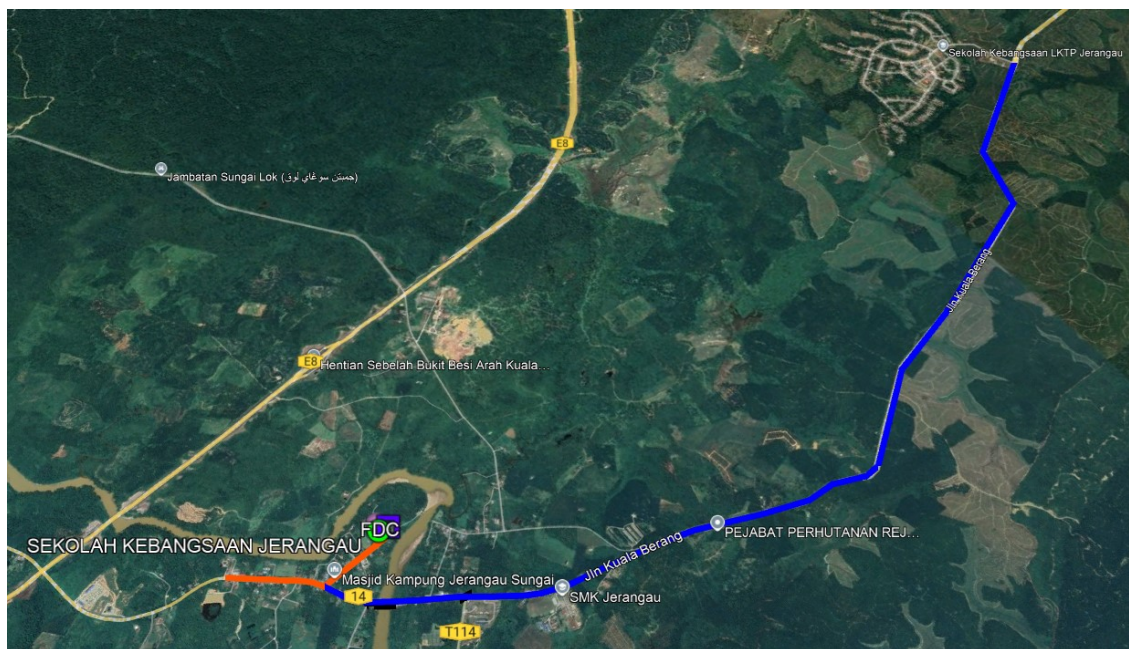 Sekolah Kebangsaan LKTP Jerangau
E8
Jambatan Sungai Lok (جمبتن سوڠاي لوق)
Jln Kuala Berang
E8
Hentian Sebelah Bukit Besi Arah Kuala...
FDC
SEKOLAH KEBANGSAAN JERANGAU
PEJABAT PERHUTANAN REJ...
Jln Kuala Berang
Masjid Kampung Jerangau Sungai
14
SMK Jerangau
T114